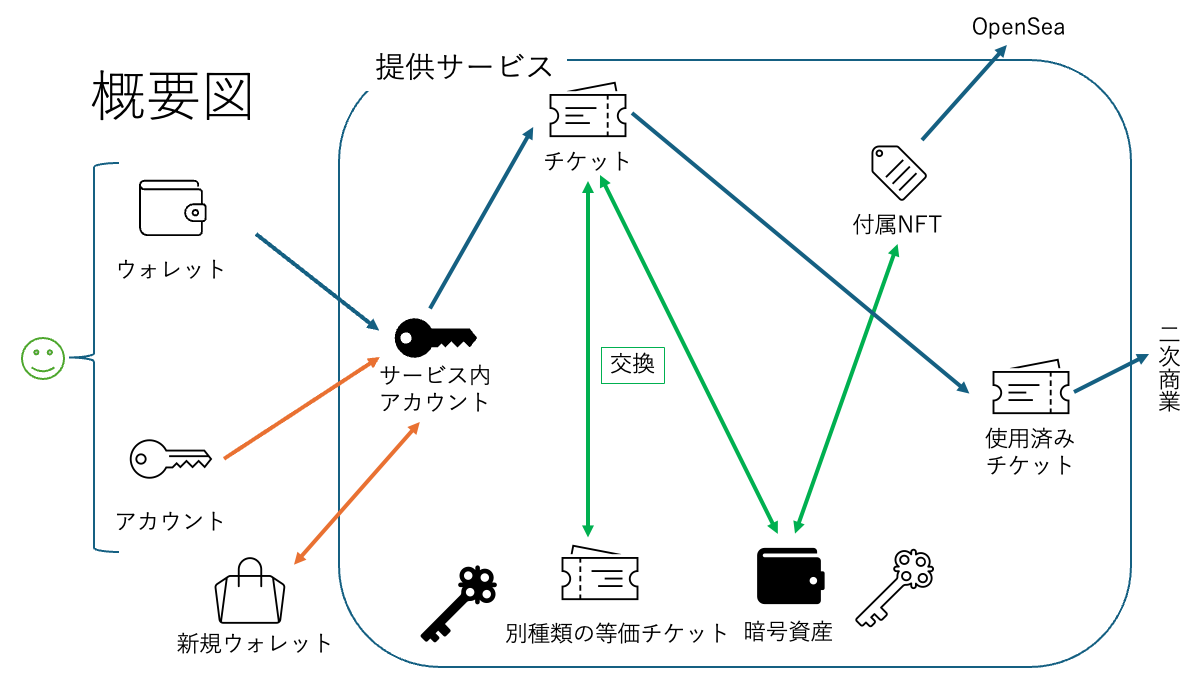 OpenSea
提供サービス
概要図
チケット
付属NFT
ウォレット
二次商業
交換
サービス内
アカウント
使用済み
チケット
アカウント
新規ウォレット
別種類の等価チケット
暗号資産